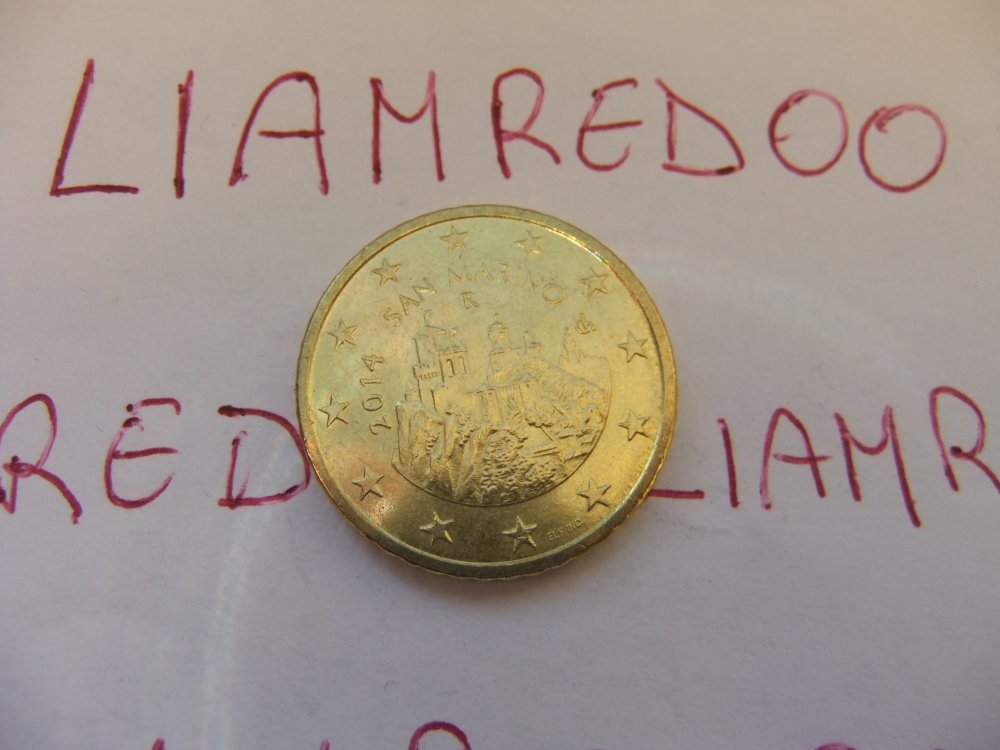 LIAMREDOO
SAN MARINO
R
2014
RED LIAMR